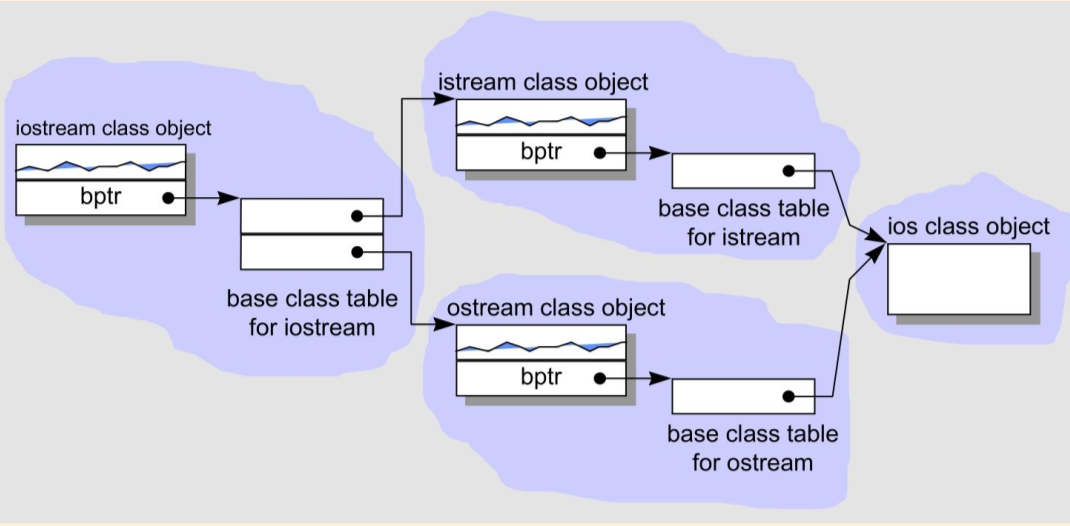 iostream class object
bptr
base class table
for iostream
istream class object
bptr
base class table
for istream
ostream class object
bptr
base class table
for ostream
ios class object